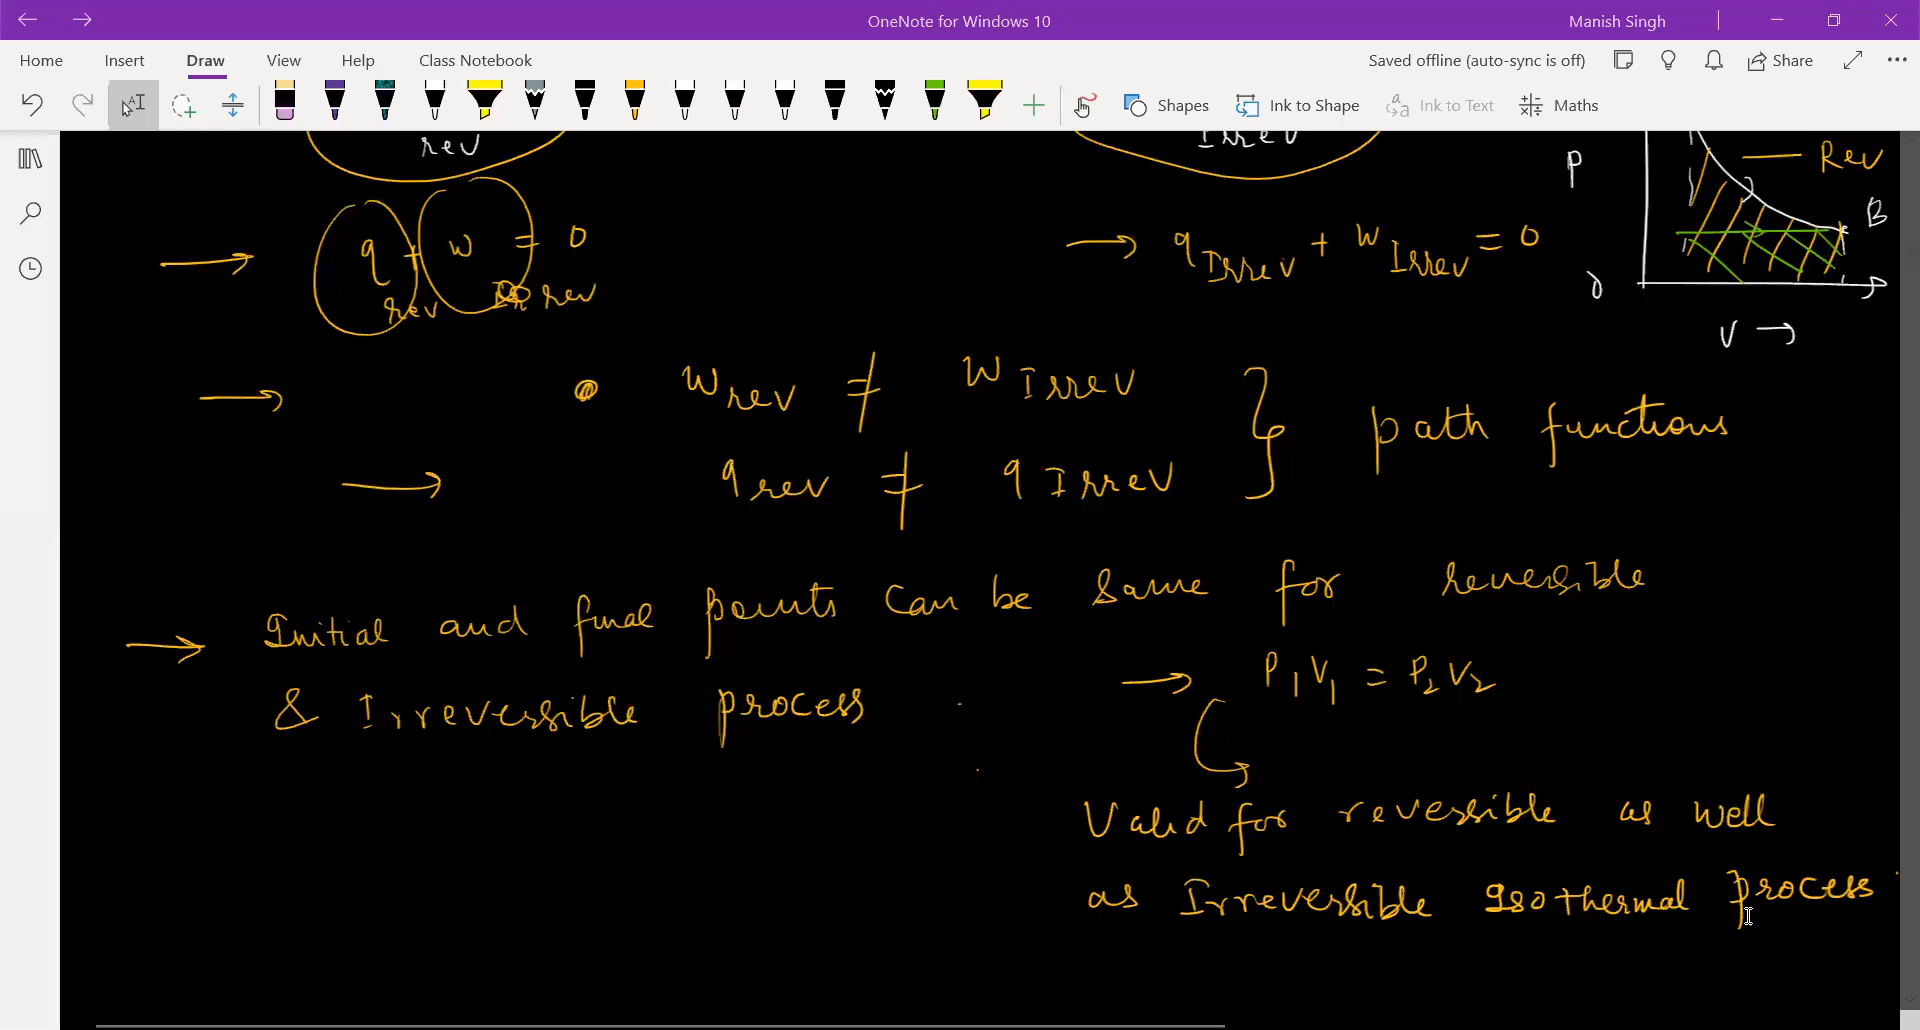 OneNote for Windows 10
Manish Singh
Home Insert Draw View Help Class Notebook
Saved offline (auto-sync is off) Share
Shapes Ink to Shape Ink to Text Maths
rev
Irrev
P
Rev
B
q rev + w rev = 0
→ q Irrev + w Irrev = 0
O
V →
→ w rev ≠ w Irrev } path functions
→ q rev ≠ q Irrev
→ Initial and final points can be same for reversible
& Irreversible process.
→ P₁V₁ = P₂V₂
Valid for reversible as well
as Irreversible Isothermal process.